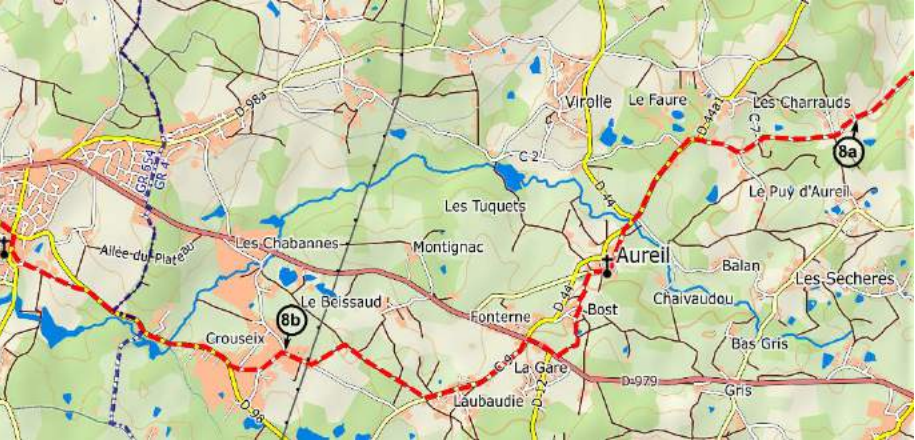 D-98a
Virolle
Le Faure
Les Charrauds
D-44a1
C-7
8a
GR 654
GR 4
C 2
D-44
Le Puy d'Aureil
Les Tuquets
Allée-du-Plateau
Les Chabannes
Montignac
Aureil
Balan
Les Sécheres
Chaivaudou
Le Beissaud
D-44
Bost
Fonterne
8b
Crouseix
Bas Gris
C-9
La Gare
D-979
Gris
Laubaudie
D-98